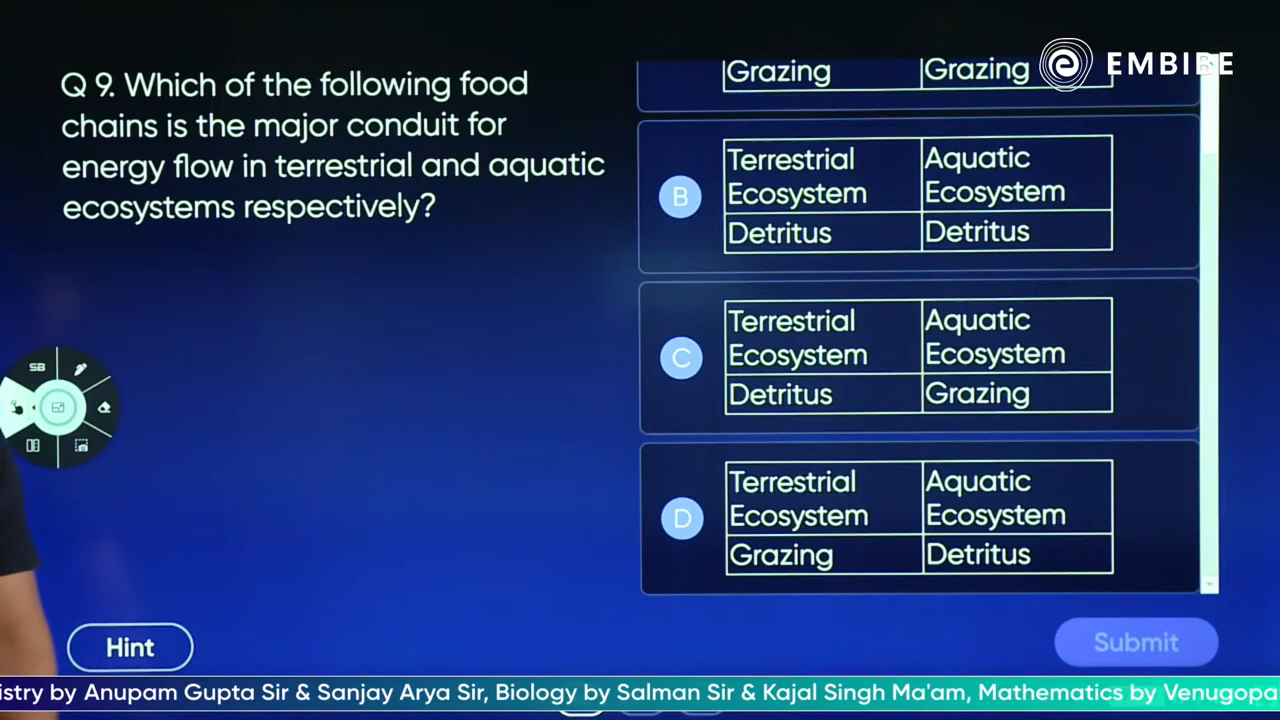 EMBIBE
Q 9. Which of the following food
chains is the major conduit for
energy flow in terrestrial and aquatic
ecosystems respectively?
Grazing Grazing
B
Terrestrial Aquatic
Ecosystem Ecosystem
Detritus Detritus
C
Terrestrial Aquatic
Ecosystem Ecosystem
Detritus Grazing
D
Terrestrial Aquatic
Ecosystem Ecosystem
Grazing Detritus
SB
Hint
Submit
istry by Anupam Gupta Sir & Sanjay Arya Sir, Biology by Salman Sir & Kajal Singh Ma'am, Mathematics by Venugopa